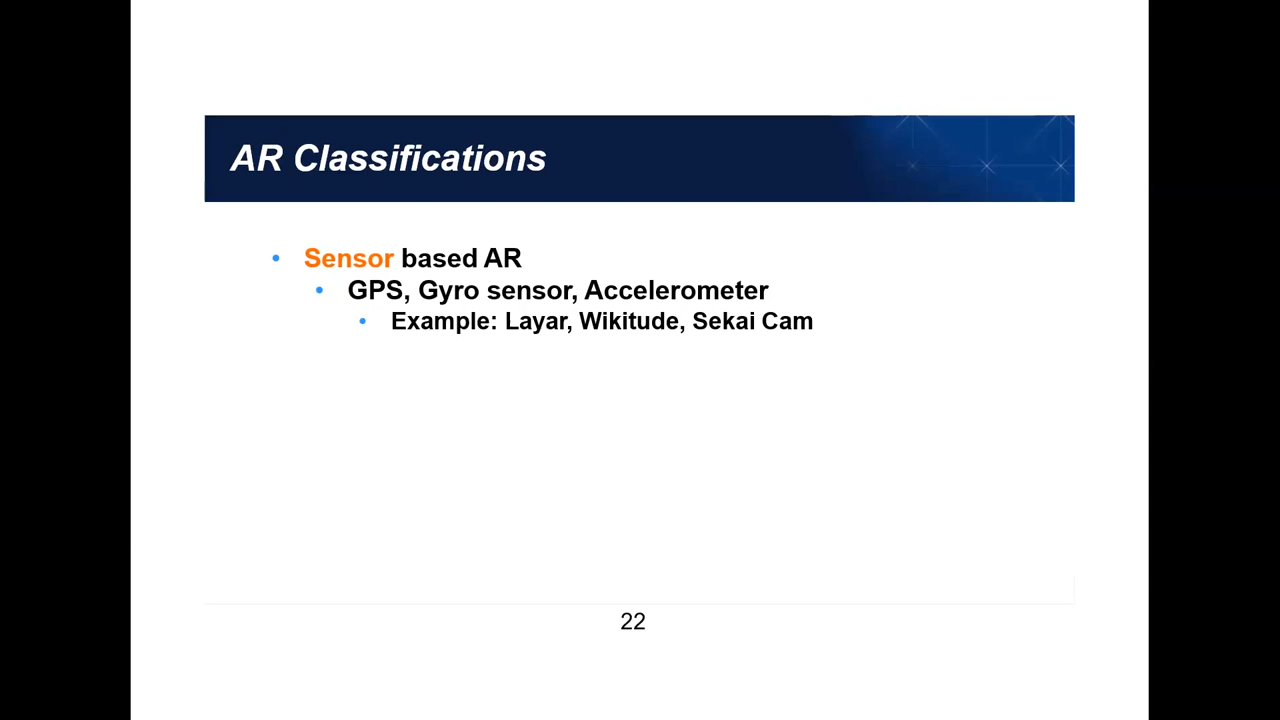 AR Classifications
• Sensor based AR
• GPS, Gyro sensor, Accelerometer
• Example: Layar, Wikitude, Sekai Cam
22